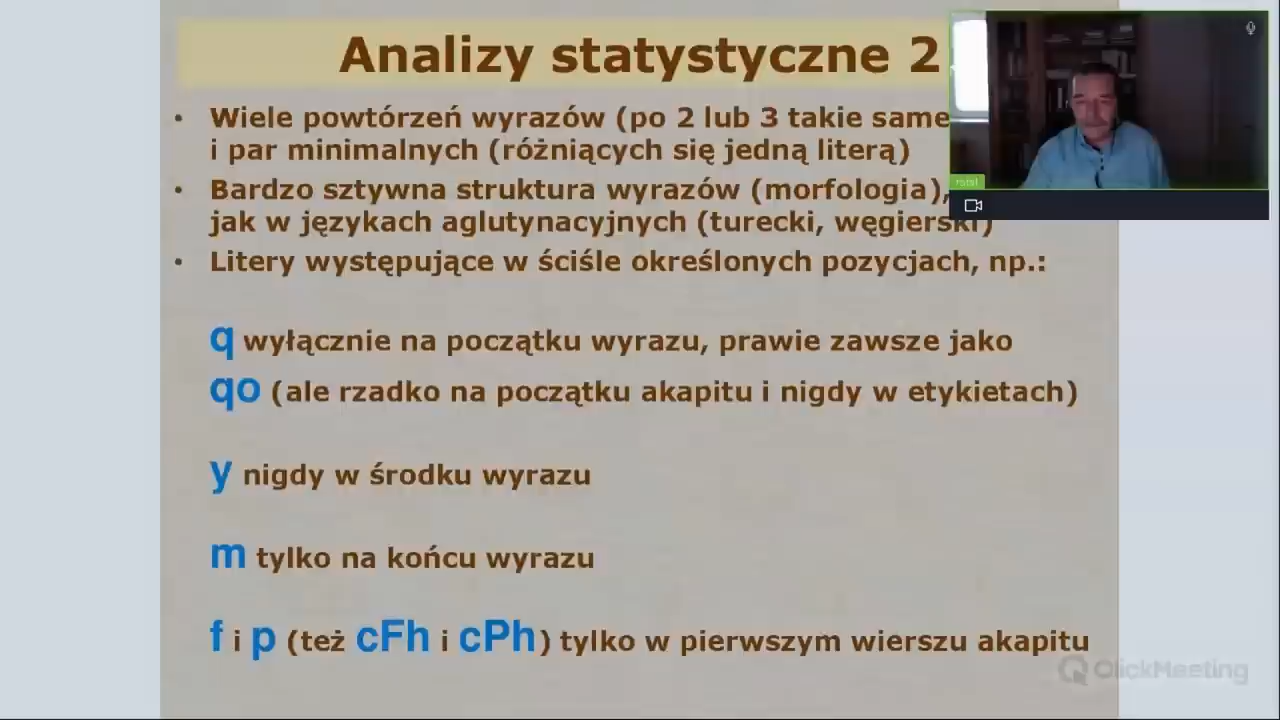 Analizy statystyczne 2
• Wiele powtórzeń wyrazów (po 2 lub 3 takie same
i par minimalnych (różniących się jedną literą)
• Bardzo sztywna struktura wyrazów (morfologia),
jak w językach aglutynacyjnych (turecki, węgierski)
• Litery występujące w ściśle określonych pozycjach, np.:
q wyłącznie na początku wyrazu, prawie zawsze jako
qo (ale rzadko na początku akapitu i nigdy w etykietach)
y nigdy w środku wyrazu
m tylko na końcu wyrazu
f i p (też cFh i cPh) tylko w pierwszym wierszu akapitu
ClickMeeting